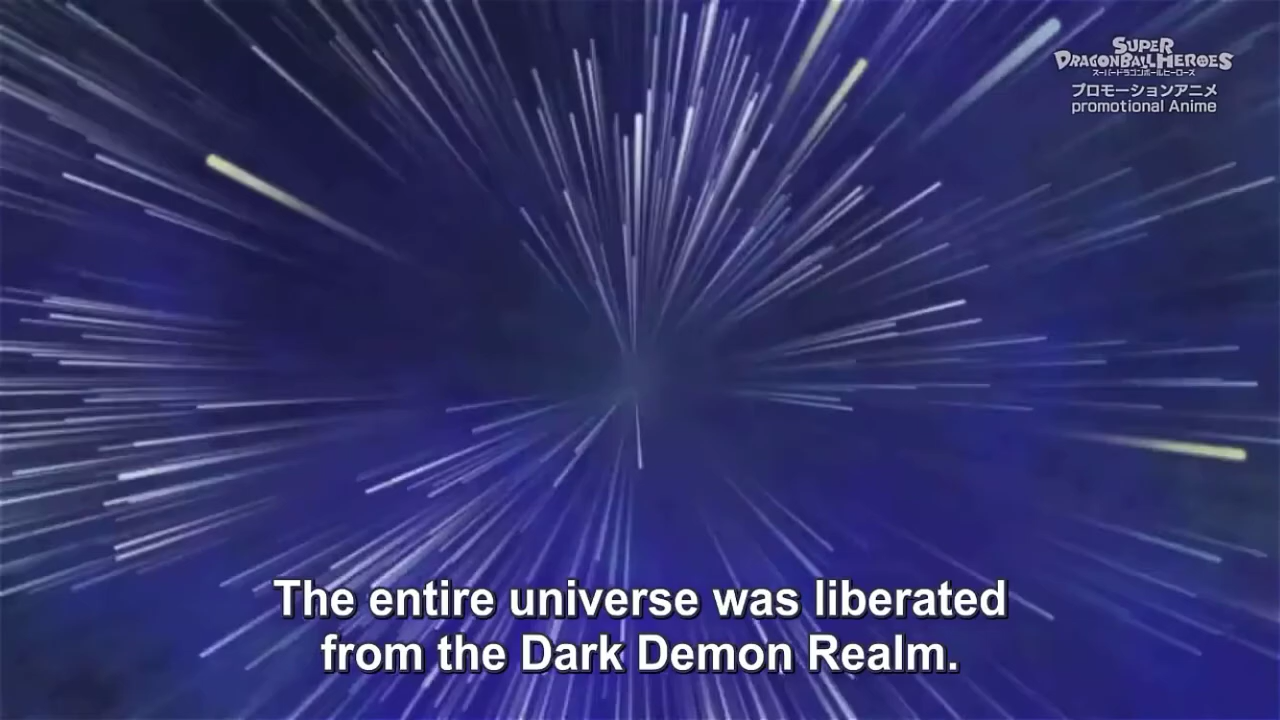 SUPER
DRAGONBALL HEROES
スーパードラゴンボールヒーローズ
プロモーションアニメ
promotional Anime
The entire universe was liberated
from the Dark Demon Realm.